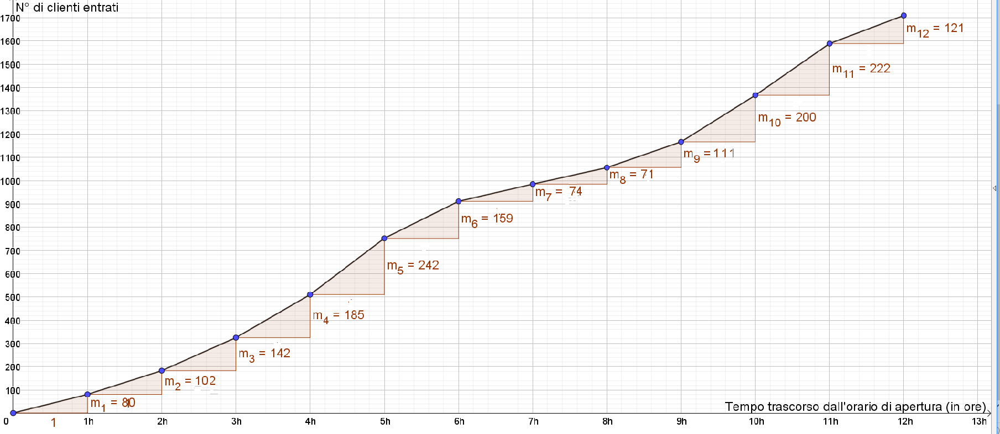 N° di clienti entrati
1700
1600
1500
1400
1300
1200
1100
1000
900
800
700
600
500
400
300
200
100
m12 = 121
m11 = 222
m10 = 200
m9 = 111
m8 = 71
m7 = 74
m6 = 159
m5 = 242
m4 = 185
m3 = 142
m2 = 102
m1 = 80
Tempo trascorso dall'orario di apertura (in ore)
0 1 1h 2h 3h 4h 5h 6h 7h 8h 9h 10h 11h 12h 13h